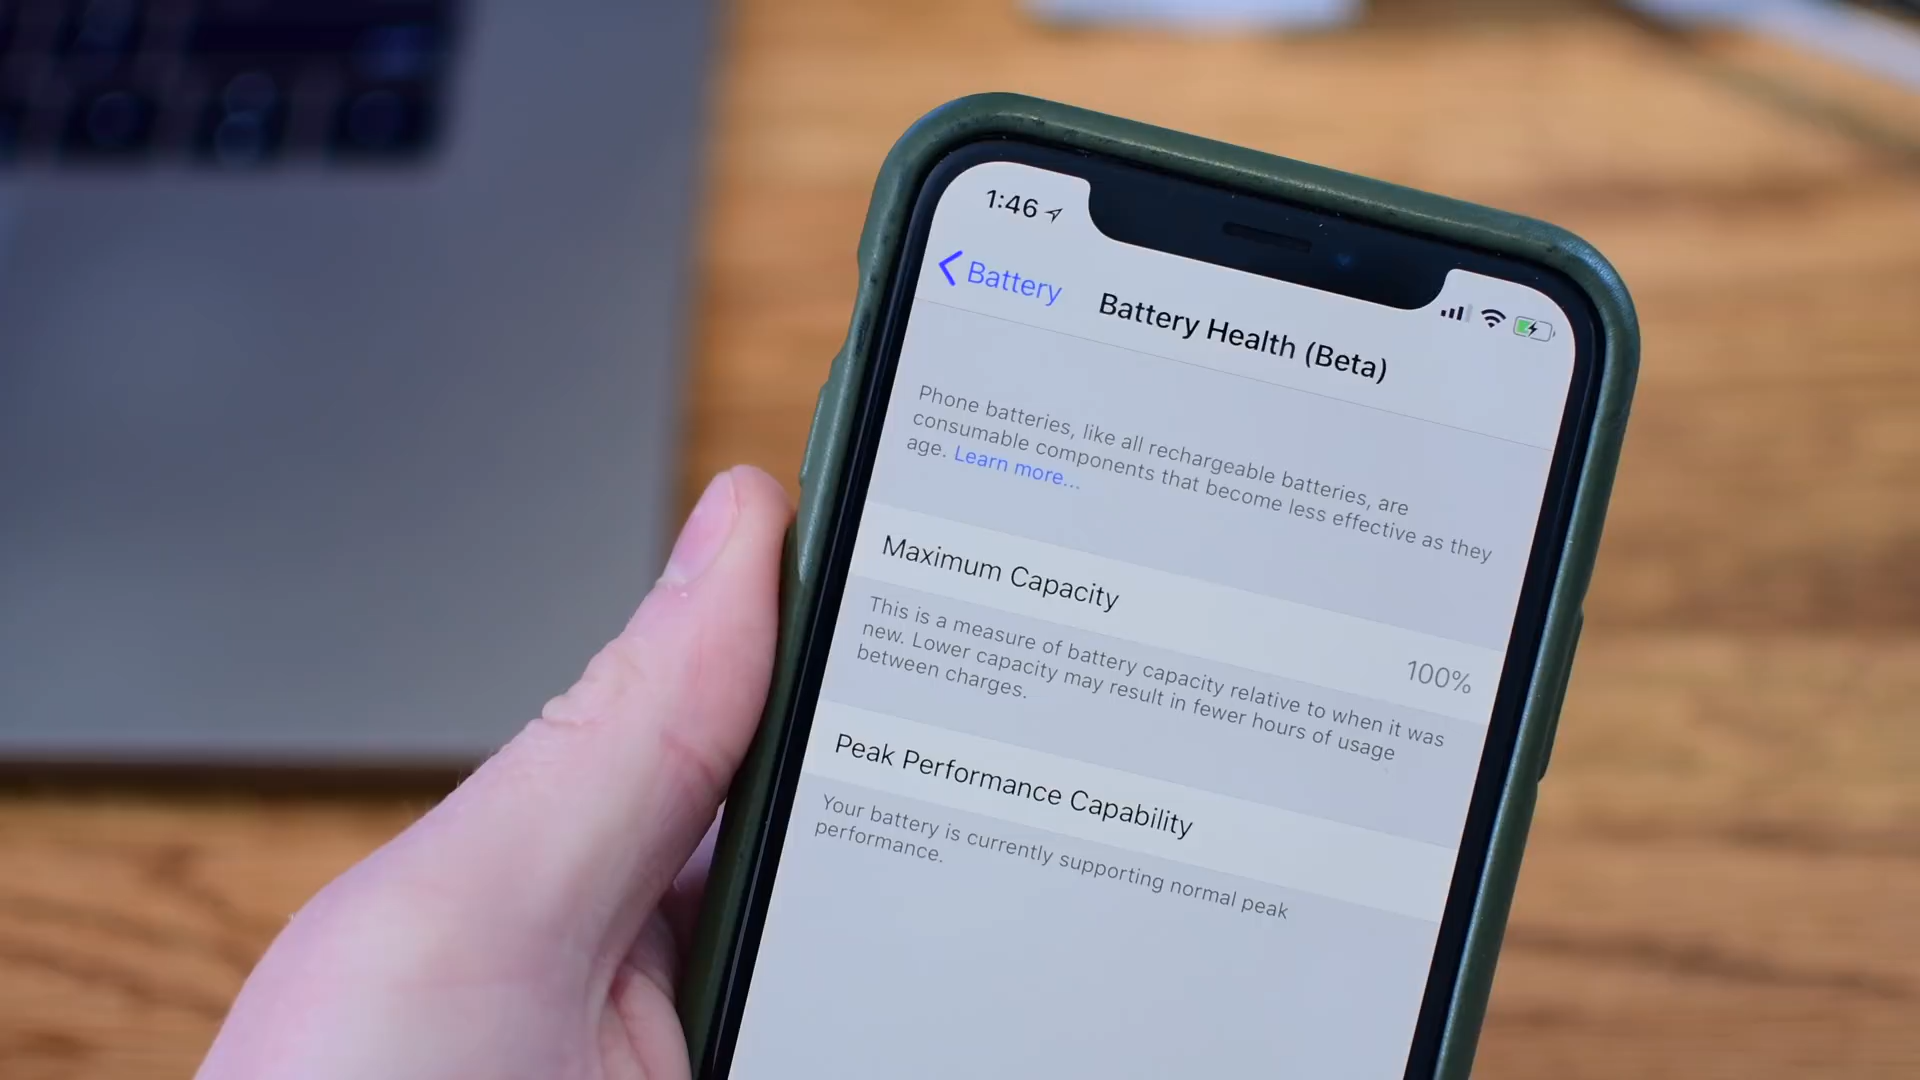 1:46
Battery
Battery Health (Beta)
Phone batteries, like all rechargeable batteries, are
consumable components that become less effective as they
age. Learn more...
Maximum Capacity
100%
This is a measure of battery capacity relative to when it was
new. Lower capacity may result in fewer hours of usage
between charges.
Peak Performance Capability
Your battery is currently supporting normal peak
performance.